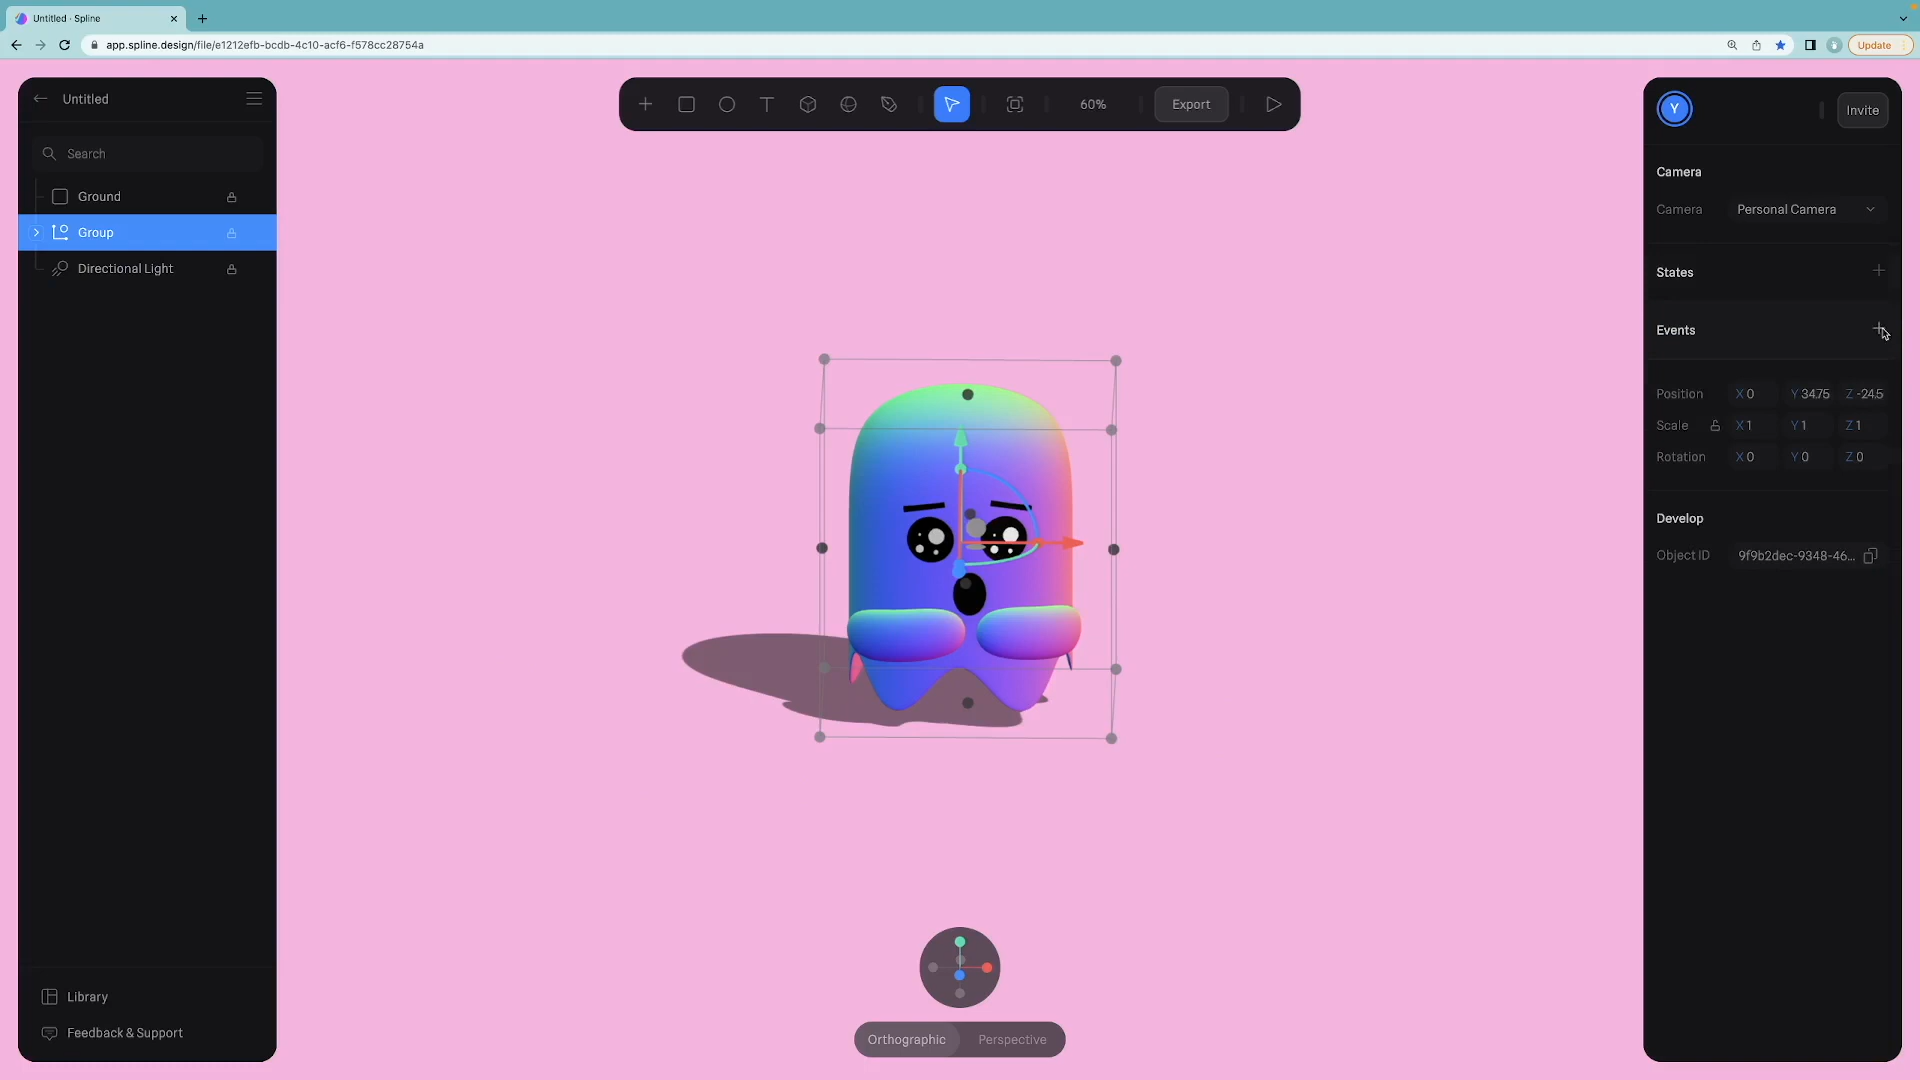 Untitled - Spline
app.spline.design/file/e1212efb-bcdb-4c10-acf6-f578cc28754a
Update
Untitled
Search
Ground
Group
Directional Light
Library
Feedback & Support
60%
Export
Orthographic
Perspective
Y
Invite
Camera
Camera Personal Camera
States
Events
Position X 0 Y 34.75 Z -24.5
Scale X 1 Y 1 Z 1
Rotation X 0 Y 0 Z 0
Develop
Object ID 9f9b2dec-9348-46...